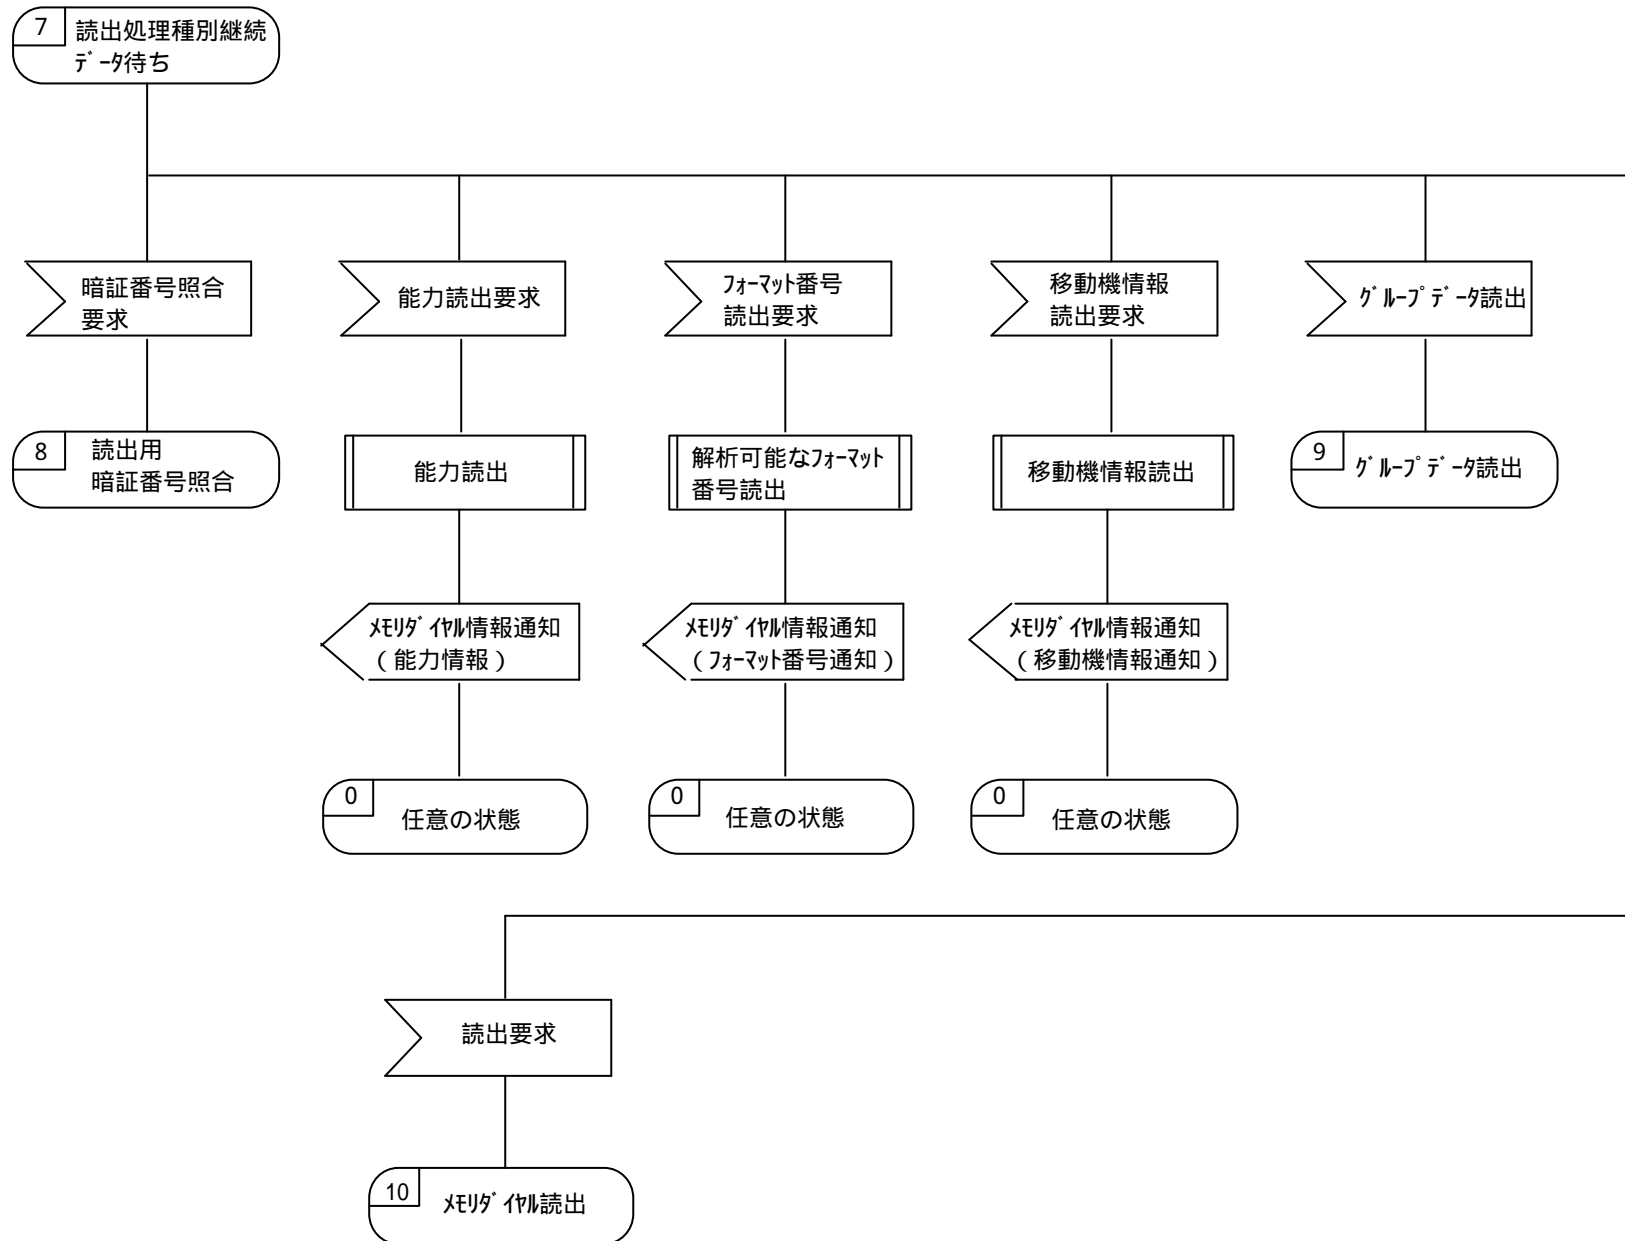 7
読出処理種別継続
ﾃﾞｰﾀ待ち
暗証番号照合
要求
能力読出要求
ﾌｫｰﾏｯﾄ番号
読出要求
移動機情報
読出要求
ｸﾞﾙｰﾌﾟﾃﾞｰﾀ読出
8
読出用
暗証番号照合
能力読出
解析可能なﾌｫｰﾏｯﾄ
番号読出
移動機情報読出
9
ｸﾞﾙｰﾌﾟﾃﾞｰﾀ読出
ﾒﾓﾘﾀﾞｲﾔﾙ情報通知
（能力情報）
ﾒﾓﾘﾀﾞｲﾔﾙ情報通知
（ﾌｫｰﾏｯﾄ番号通知）
ﾒﾓﾘﾀﾞｲﾔﾙ情報通知
（移動機情報通知）
0
任意の状態
0
任意の状態
0
任意の状態
読出要求
10
ﾒﾓﾘﾀﾞｲﾔﾙ読出